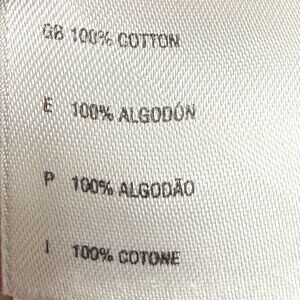 GB 100% COTTON
E 100% ALGODÓN
P 100% ALGODÃO
I 100% COTONE